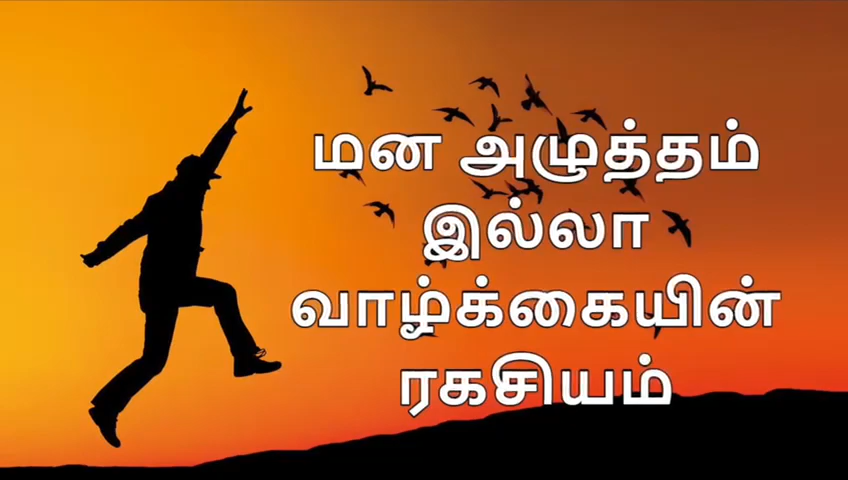 மன அழுத்தம்
இல்லா
வாழ்க்கையின்
ரகசியம்